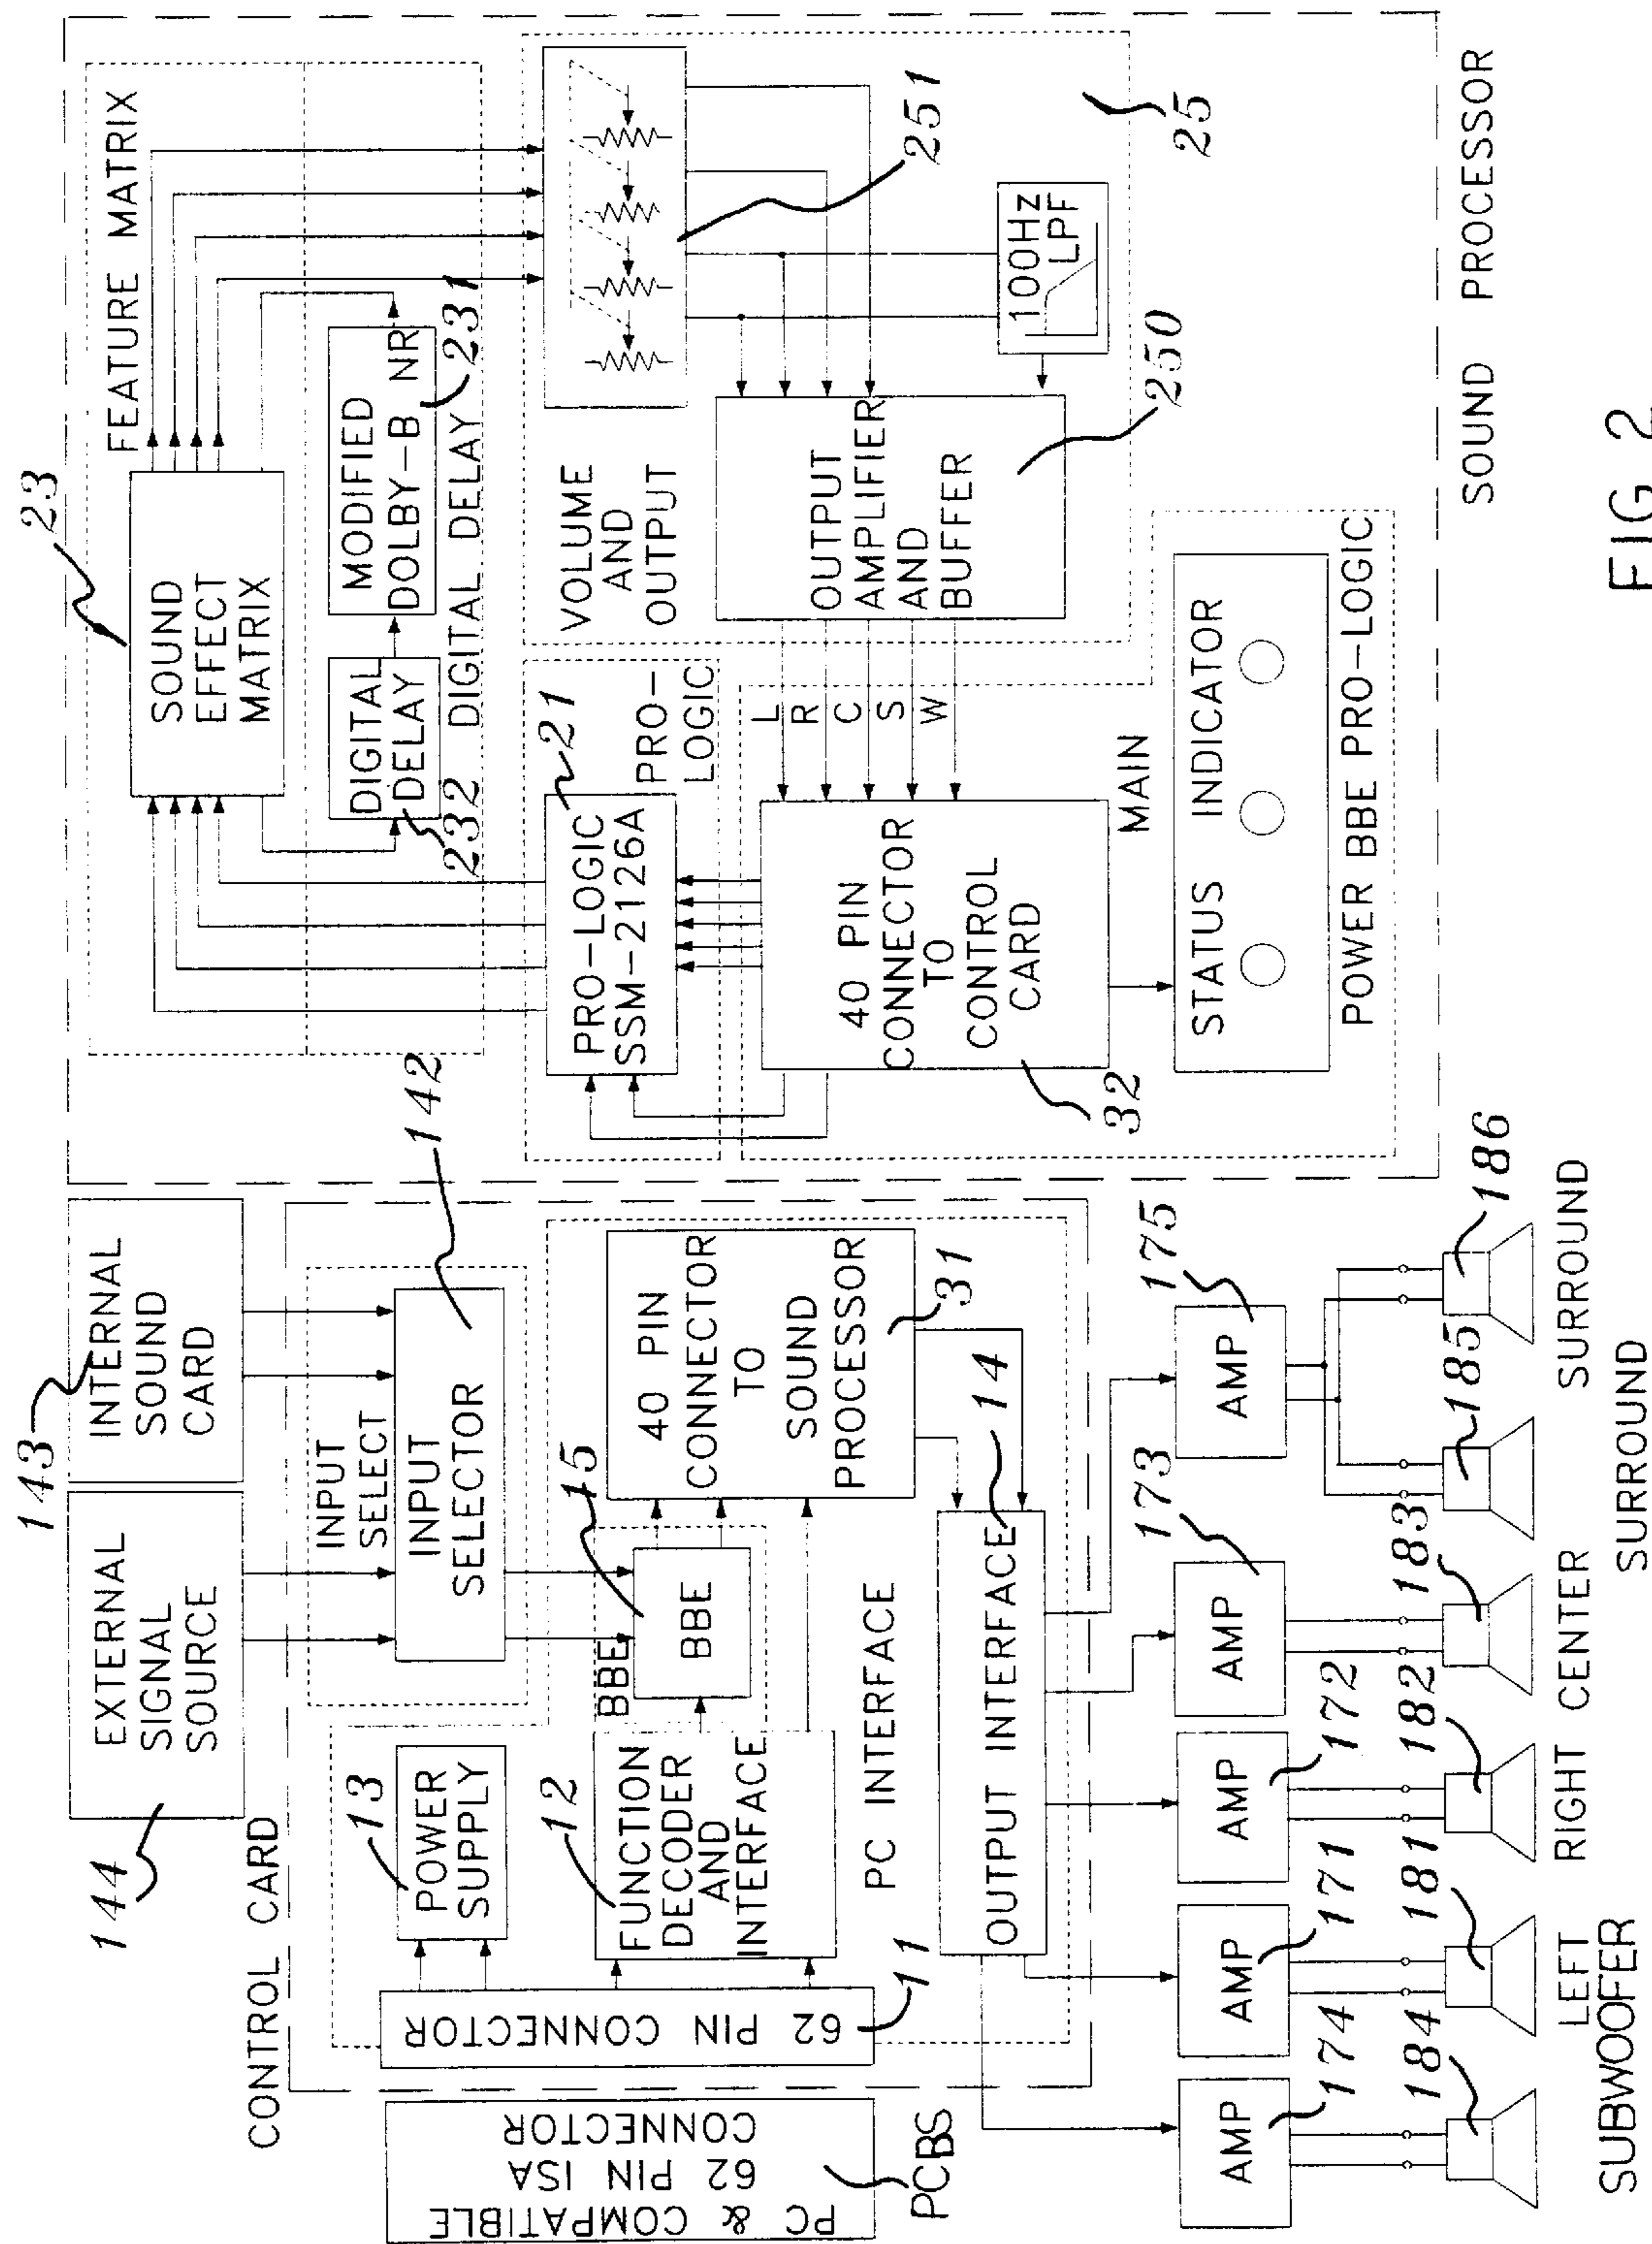 144
EXTERNAL
SIGNAL
SOURCE
143
INTERNAL
SOUND
CARD
CONTROL CARD
INPUT
SELECT
INPUT
SELECTOR
142
13
POWER
SUPPLY
12
FUNCTION
DECODER
AND
INTERFACE
BBE
15
BBE
40 PIN
CONNECTOR
TO
SOUND
PROCESSOR
31
62 PIN CONNECTOR
11
PC & COMPATIBLE
62 PIN ISA
CONNECTOR
PCBS
PC INTERFACE
OUTPUT INTERFACE
14
AMP
174
AMP
171
AMP
172
AMP
173
AMP
175
184
181
182
183
185
186
SUBWOOFER
LEFT
RIGHT
CENTER
SURROUND
SURROUND
23
FEATURE MATRIX
SOUND
EFFECT
MATRIX
DIGITAL
DELAY
232
MODIFIED
DOLBY-B NR
231
DIGITAL DELAY
PRO-LOGIC
SSM-2126A
21
PRO-
LOGIC
VOLUME
AND
OUTPUT
251
25
100Hz
LPF
OUTPUT
AMPLIFIER
AND
BUFFER
250
L
R
C
S
W
40 PIN
CONNECTOR
TO
CONTROL
CARD
32
MAIN
STATUS INDICATOR
POWER BBE PRO-LOGIC
SOUND PROCESSOR
FIG 2